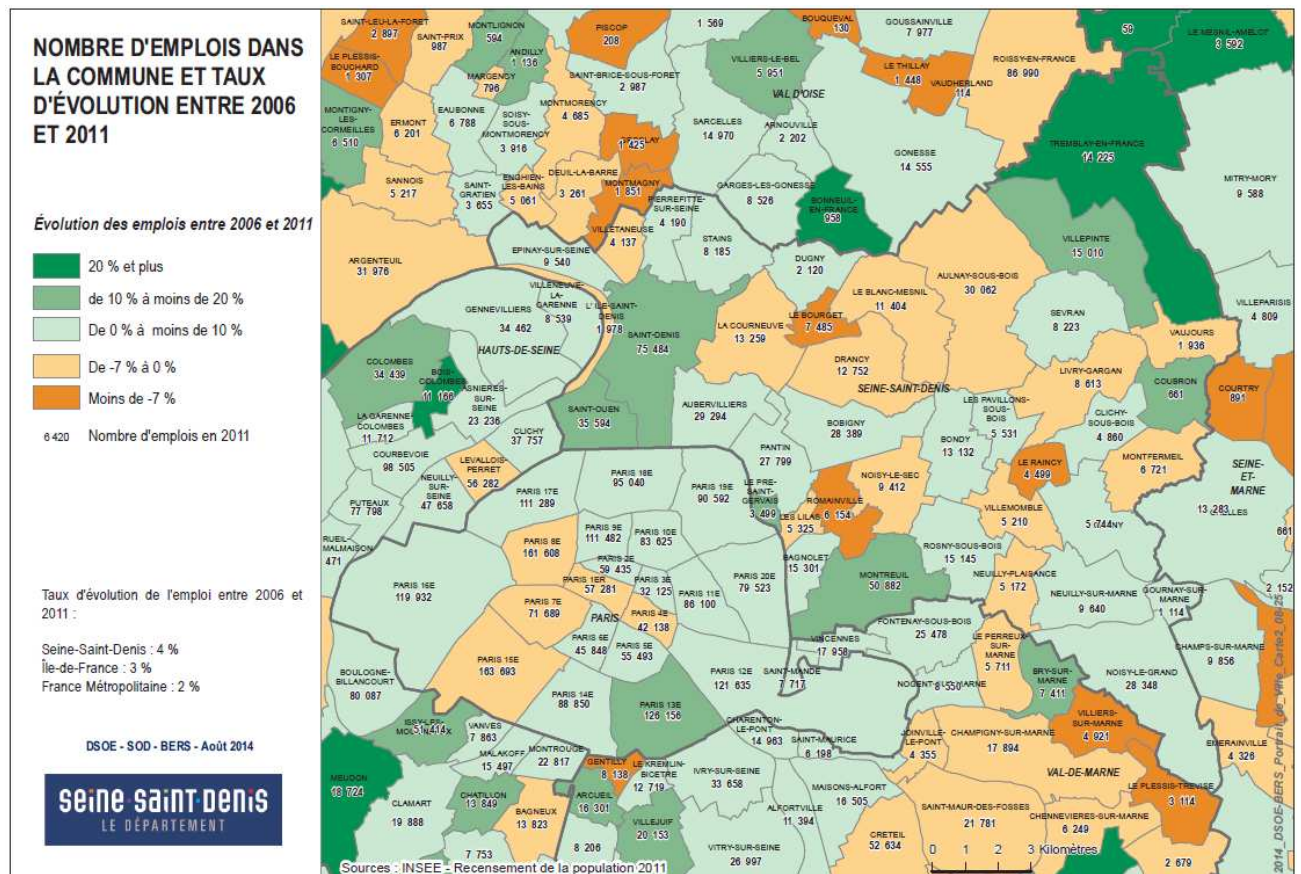 NOMBRE D'EMPLOIS DANS
LA COMMUNE ET TAUX
D'ÉVOLUTION ENTRE 2006
ET 2011
Évolution des emplois entre 2006 et 2011
20 % et plus
de 10 % à moins de 20 %
De 0 % à moins de 10 %
De -7 % à 0 %
Moins de -7 %
6 420 Nombre d'emplois en 2011
Taux d'évolution de l'emploi entre 2006 et
2011 :
Seine-Saint-Denis : 4 %
Île-de-France : 3 %
France Métropolitaine : 2 %
DSOE - SOD - BERS - Août 2014
seine-saint-denis
LE DÉPARTEMENT
SAINT-LEU-LA-FORET
2 897
SAINT-PRIX
987
MONTLIGNON
594
ANDILLY
1 136
PISCOP
208
1 569
BOUQUEVAL
130
GOUSSAINVILLE
7 977
59
LE MESNIL-AMELOT
3 592
LE PLESSIS-
BOUCHARD
1 307
MARGENCY
796
SAINT-BRICE-SOUS-FORET
2 987
VILLIERS-LE-BEL
5 951
LE THILLAY
1 448
VAUDHERLAND
114
ROISSY-EN-FRANCE
86 990
MONTIGNY-
LES-
CORMEILLES
6 510
ERMONT
6 201
EAUBONNE
6 788
SOISY-
SOUS-
MONTMORENCY
3 916
MONTMORENCY
4 685
1 425
SARCELLES
14 970
VAL D'OISE
ARNOUVILLE
2 202
GONESSE
14 555
TREMBLAY-EN-FRANCE
14 225
MITRY-MORY
9 588
SANNOIS
5 217
SAINT-
GRATIEN
3 655
ENGHIEN-
LES-BAINS
5 061
DEUIL-LA-BARRE
3 261
MONTMAGNY
1 851
PIERREFITTE-
SUR-SEINE
4 190
GARGES-LES-GONESSE
8 526
BONNEUIL-
EN-FRANCE
958
ARGENTEUIL
31 976
EPINAY-SUR-SEINE
9 540
VILLETANEUSE
4 137
STAINS
8 185
DUGNY
2 120
VILLEPINTE
15 010
AULNAY-SOUS-BOIS
30 062
VILLENEUVE-
LA-
GARENNE
8 539
L' ILE-SAINT-
DENIS
1 978
GENNEVILLIERS
34 462
HAUTS-DE-SEINE
SAINT-DENIS
75 484
LA COURNEUVE
13 259
LE BOURGET
7 485
LE BLANC-MESNIL
11 404
SEVRAN
8 223
VILLEPARISIS
4 809
VAUJOURS
1 936
COLOMBES
34 439
BOIS-
COLOMBES
11 166
ASNIERES-
SUR-
SEINE
23 236
DRANCY
12 752
SEINE-SAINT-DENIS
LIVRY-GARGAN
8 613
COUBRON
661
COURTRY
891
LA GARENNE-
COLOMBES
11 712
CLICHY
37 757
SAINT-OUEN
35 594
AUBERVILLIERS
29 294
BOBIGNY
28 389
LES PAVILLONS-
SOUS-
BOIS
5 531
CLICHY-
SOUS-BOIS
4 860
BONDY
13 132
COURBEVOIE
98 505
LEVALLOIS-
PERRET
56 282
PANTIN
27 799
NOISY-LE-SEC
9 412
LE RAINCY
4 499
MONTFERMEIL
6 721
SEINE-
ET-
MARNE
PUTEAUX
77 798
NEUILLY-
SUR-
SEINE
47 658
PARIS 17E
111 289
PARIS 18E
95 040
PARIS 19E
90 592
LE PRE-
SAINT-
GERVAIS
3 499
LES LILAS
5 325
ROMAINVILLE
6 154
VILLEMOMBLE
5 210
13 283
RUEIL-
MALMAISON
471
PARIS 8E
161 608
PARIS 9E
111 482
PARIS 10E
83 625
PARIS 2E
59 435
BAGNOLET
15 301
ROSNY-SOUS-BOIS
15 145
661
PARIS 16E
119 932
PARIS 1ER
57 281
PARIS 3E
32 125
PARIS 11E
86 100
PARIS 20E
79 523
MONTREUIL
50 882
NEUILLY-PLAISANCE
5 172
NEUILLY-SUR-MARNE
9 640
GOURNAY-SUR-
MARNE
1 114
2 152
PARIS 7E
71 689
PARIS
PARIS 4E
42 138
PARIS 6E
45 848
PARIS 5E
55 493
VINCENNES
17 958
FONTENAY-SOUS-BOIS
25 478
LE PERREUX-
SUR-
MARNE
5 711
BOULOGNE-
BILLANCOURT
80 087
PARIS 15E
163 693
PARIS 14E
88 850
PARIS 12E
121 635
SAINT-MANDE
7 717
NOGENT-SUR-MARNE
8 550
BRY-SUR-
MARNE
7 411
NOISY-LE-GRAND
28 348
CHAMPS-SUR-MARNE
9 856
PARIS 13E
126 156
ISSY-LES-
51 414
VANVES
7 863
MALAKOFF
15 497
MONTROUGE
22 817
CHARENTON-
LE-PONT
14 963
SAINT-MAURICE
6 198
JOINVILLE-
LE-PONT
4 355
CHAMPIGNY-SUR-MARNE
17 894
VILLIERS-
SUR-MARNE
4 921
EMERAINVILLE
4 326
MEUDON
18 724
CHATILLON
13 849
GENTILLY
8 138
LE KREMLIN-
BICETRE
12 719
IVRY-SUR-SEINE
33 658
MAISONS-ALFORT
16 505
VAL-DE-MARNE
LE PLESSIS-TREVISE
3 114
CLAMART
19 888
BAGNEUX
13 823
ARCUEIL
16 301
VILLEJUIF
20 153
ALFORTVILLE
11 394
SAINT-MAUR-DES-FOSSES
21 781
CHENNEVIERES-SUR-MARNE
6 249
7 753
8 206
VITRY-SUR-SEINE
26 997
CRETEIL
52 634
2 679
0 3 Kilomètres
Sources : INSEE - Recensement de la population 2011